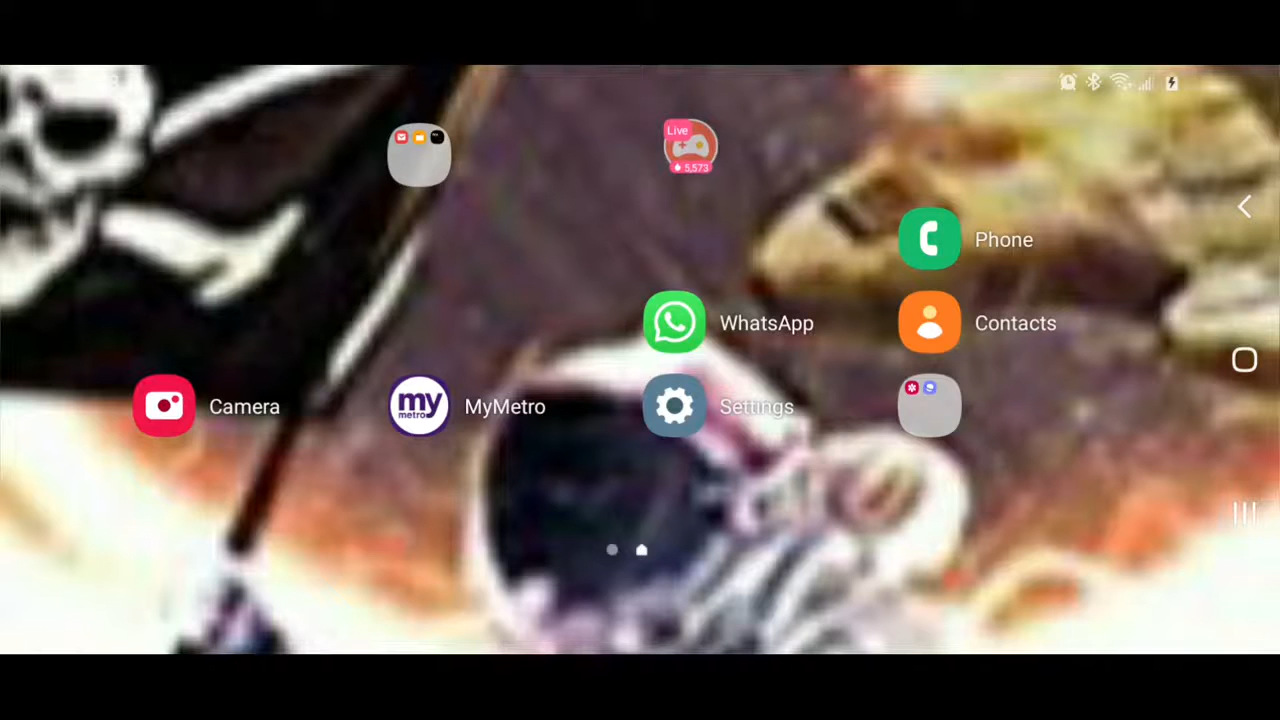 Live
5,573
Phone
WhatsApp
Contacts
Camera
my
metro
MyMetro
Settings